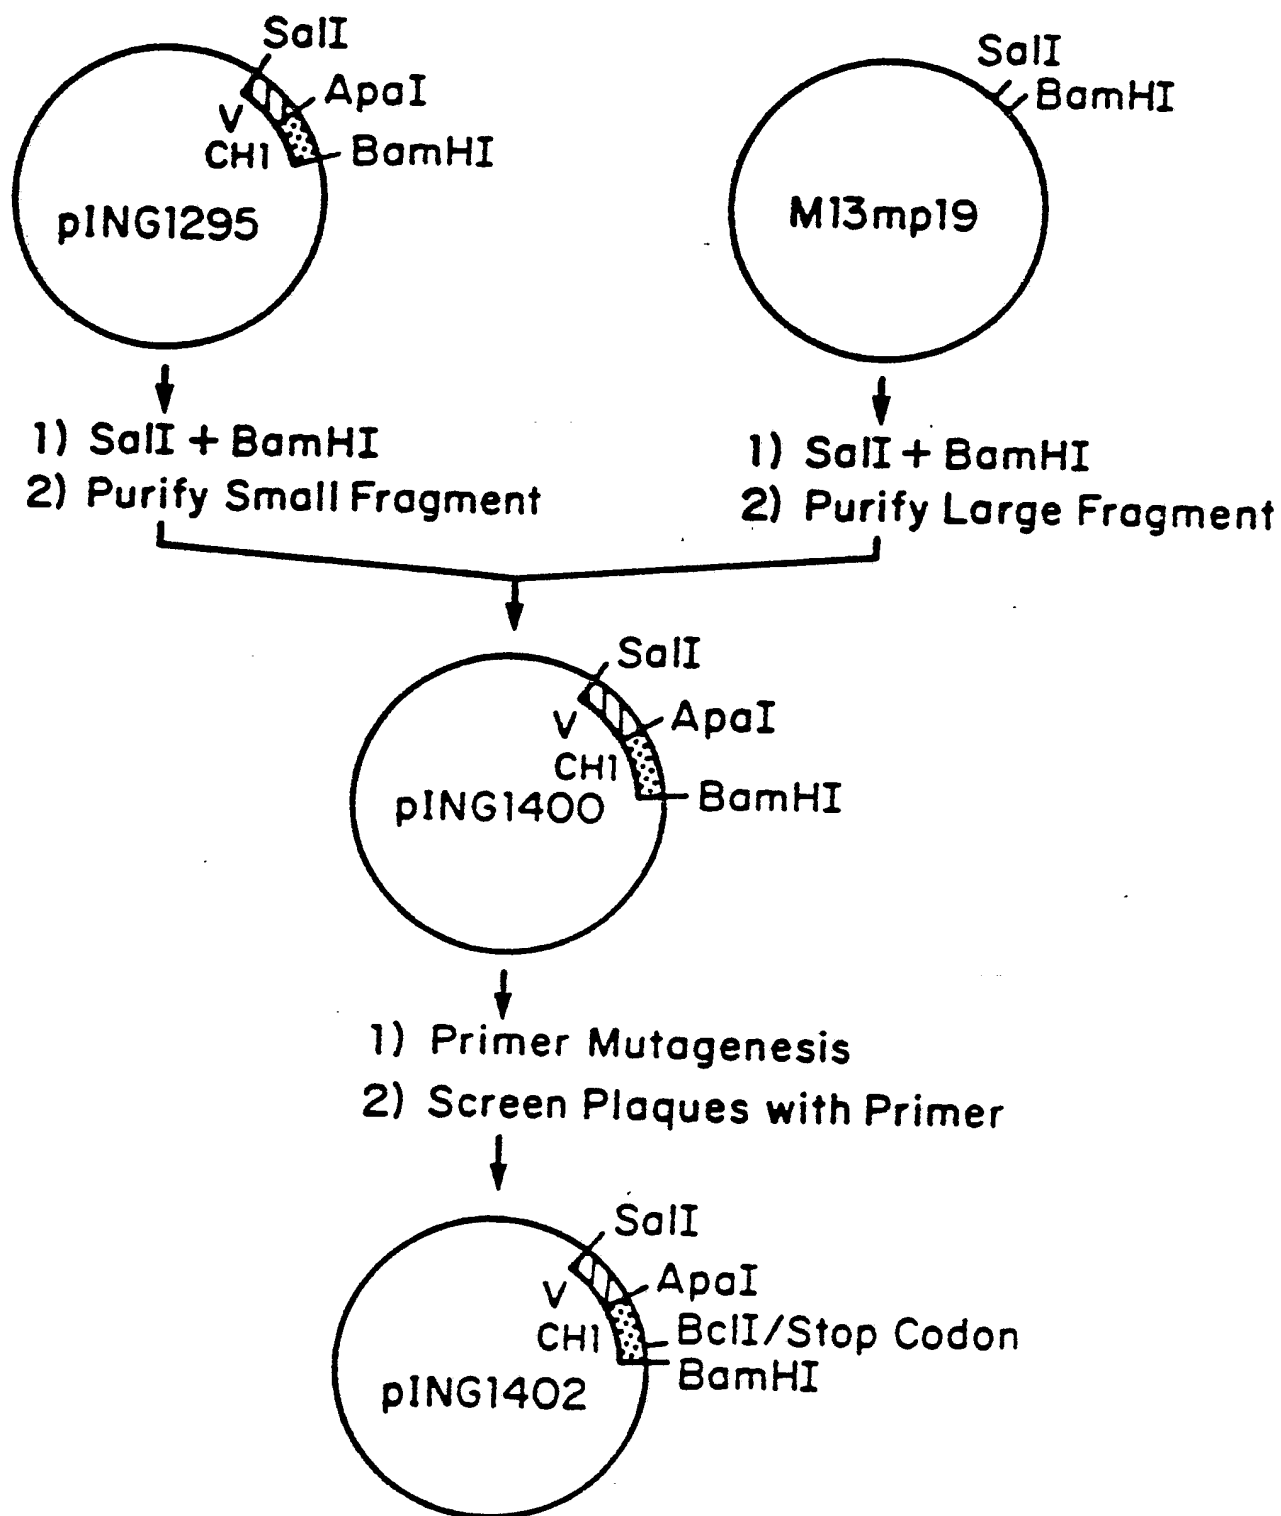 SalI
ApaI
V
CH1
BamHI
pING1295
SalI
BamHI
M13mp19
1) SalI + BamHI
2) Purify Small Fragment
1) SalI + BamHI
2) Purify Large Fragment
SalI
ApaI
V
CH1
BamHI
pING1400
1) Primer Mutagenesis
2) Screen Plaques with Primer
SalI
ApaI
V
CH1
BclI/Stop Codon
BamHI
pING1402